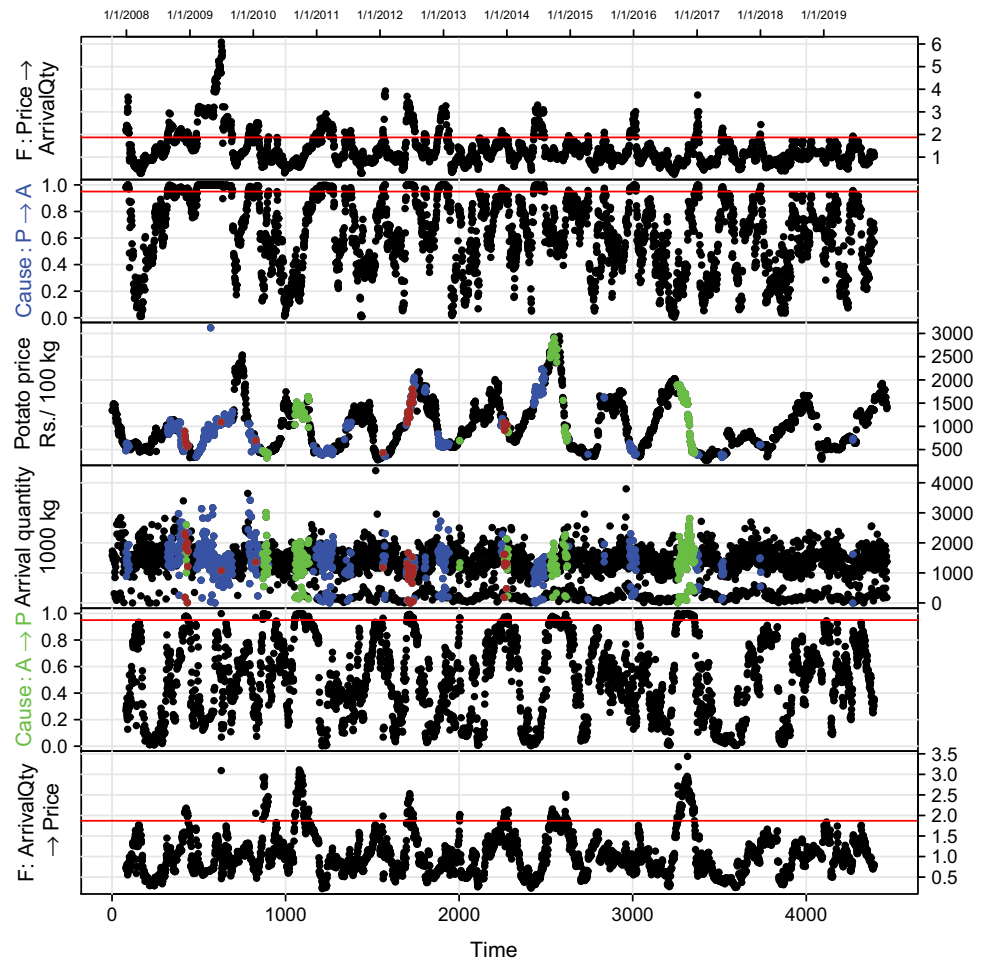 1/1/2008 1/1/2009 1/1/2010 1/1/2011 1/1/2012 1/1/2013 1/1/2014 1/1/2015 1/1/2016 1/1/2017 1/1/2018 1/1/2019
F: Price →
ArrivalQty
6
5
4
3
2
1
Cause: P → A
1.0
0.8
0.6
0.4
0.2
0.0
Potato price
Rs./ 100 kg
3000
2500
2000
1500
1000
500
Arrival quantity
1000 kg
4000
3000
2000
1000
0
Cause: A → P
1.0
0.8
0.6
0.4
0.2
0.0
F: ArrivalQty
→ Price
3.5
3.0
2.5
2.0
1.5
1.0
0.5
0 1000 2000 3000 4000
Time